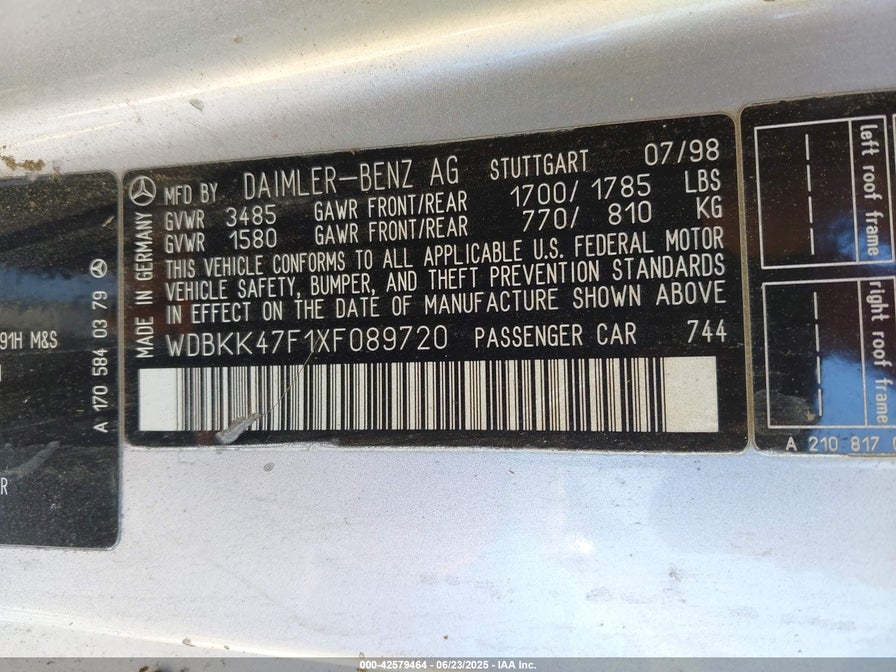 MFD BY DAIMLER-BENZ AG STUTTGART 07/98
GVWR 3485 GAWR FRONT/REAR 1700/ 1785 LBS
GVWR 1580 GAWR FRONT/REAR 770/ 810 KG
THIS VEHICLE CONFORMS TO ALL APPLICABLE U.S. FEDERAL MOTOR
VEHICLE SAFETY, BUMPER, AND THEFT PREVENTION STANDARDS
IN EFFECT ON THE DATE OF MANUFACTURE SHOWN ABOVE
WDBKK47F1XF089720 PASSENGER CAR 744
MADE IN GERMANY
91H M&S
A 170 584 03 79
R
left roof frame
right roof frame
A 210 817
000-42579464 - 06/23/2025 - IAA Inc.